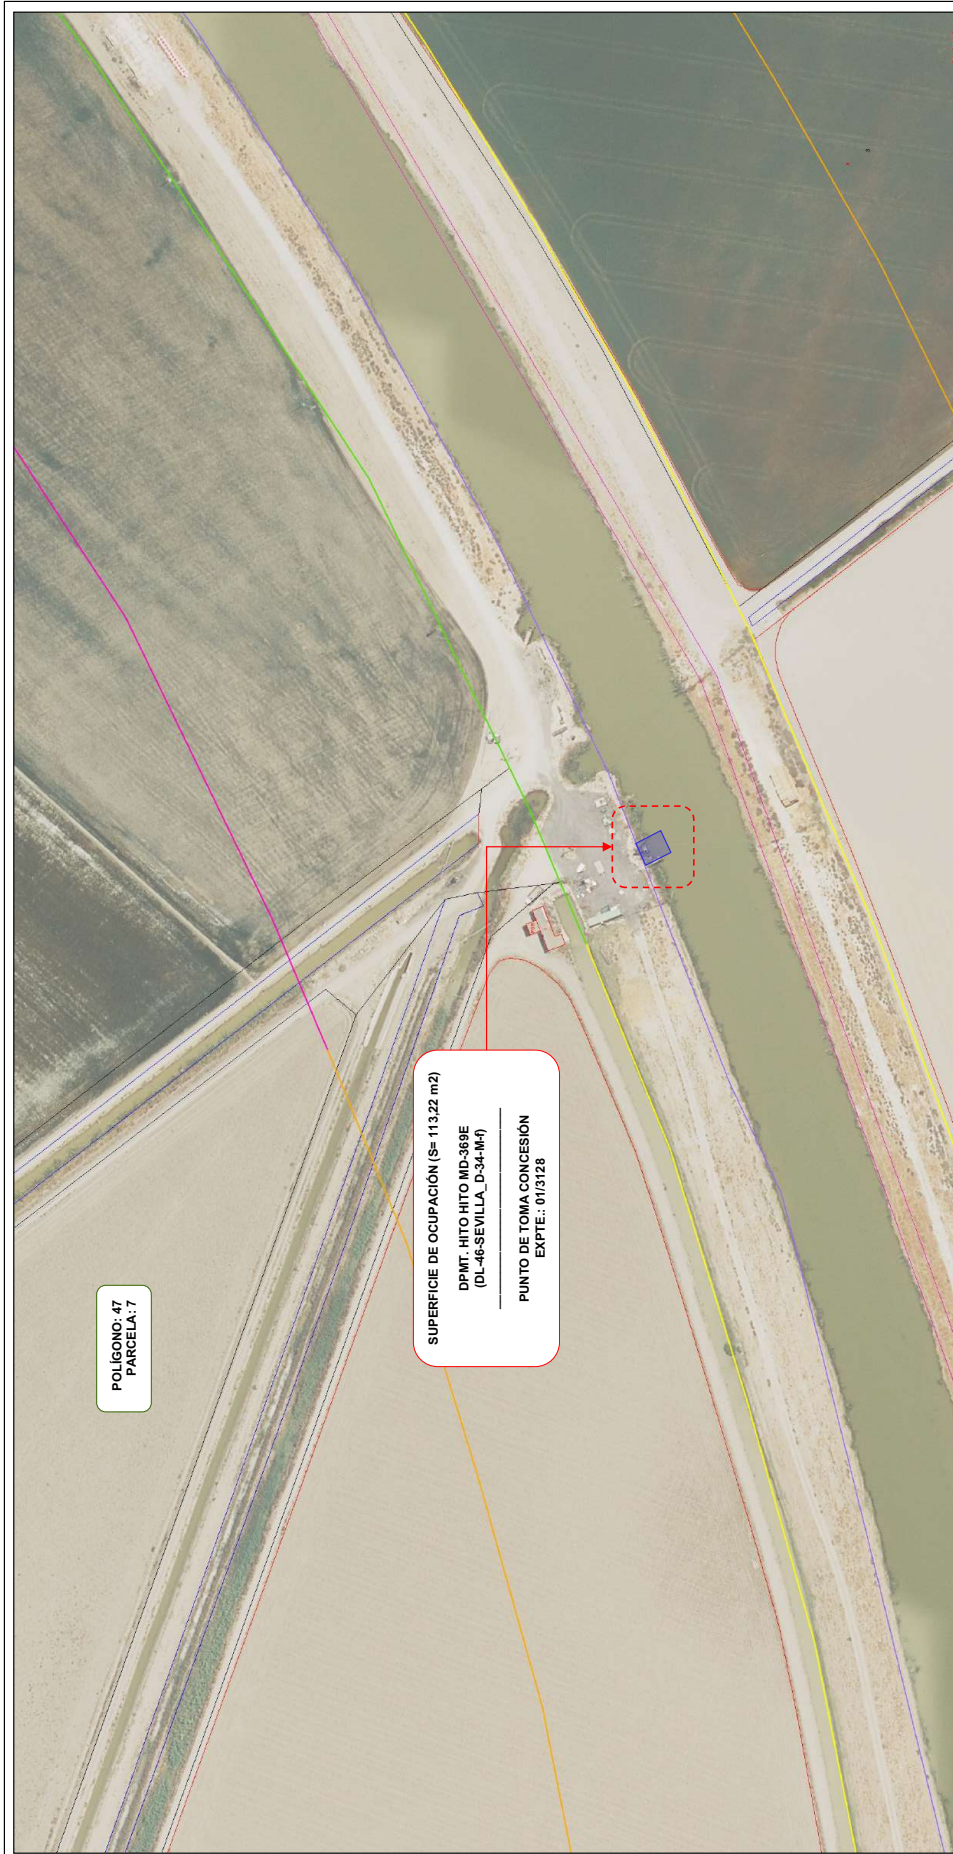 POLÍGONO: 47
PARCELA: 7
SUPERFICIE DE OCUPACIÓN (S= 113,22 m2)
DPMT. HITO HITO MD-369E
(DL-46-SEVILLA_D-34-M-f)
PUNTO DE TOMA CONCESIÓN
EXPTE.: 01/3128